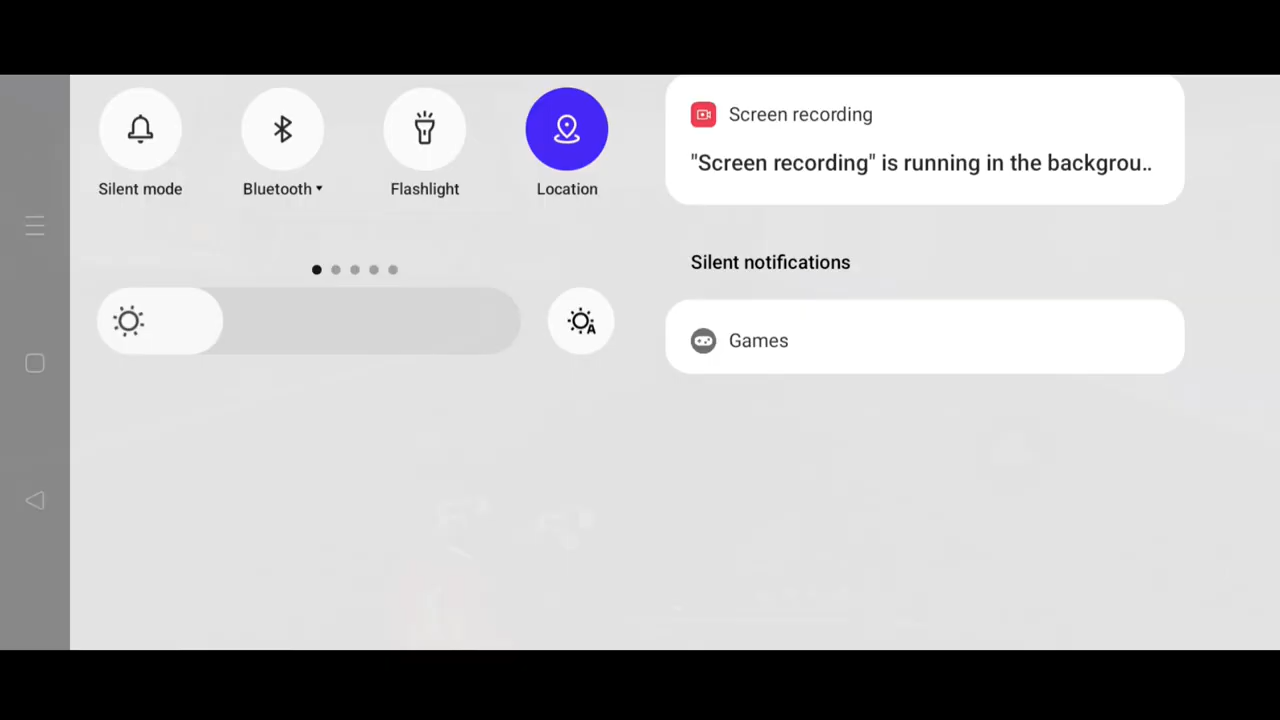 Silent mode
Bluetooth
Flashlight
Location
Screen recording
"Screen recording" is running in the backgrou..
Silent notifications
A
Games